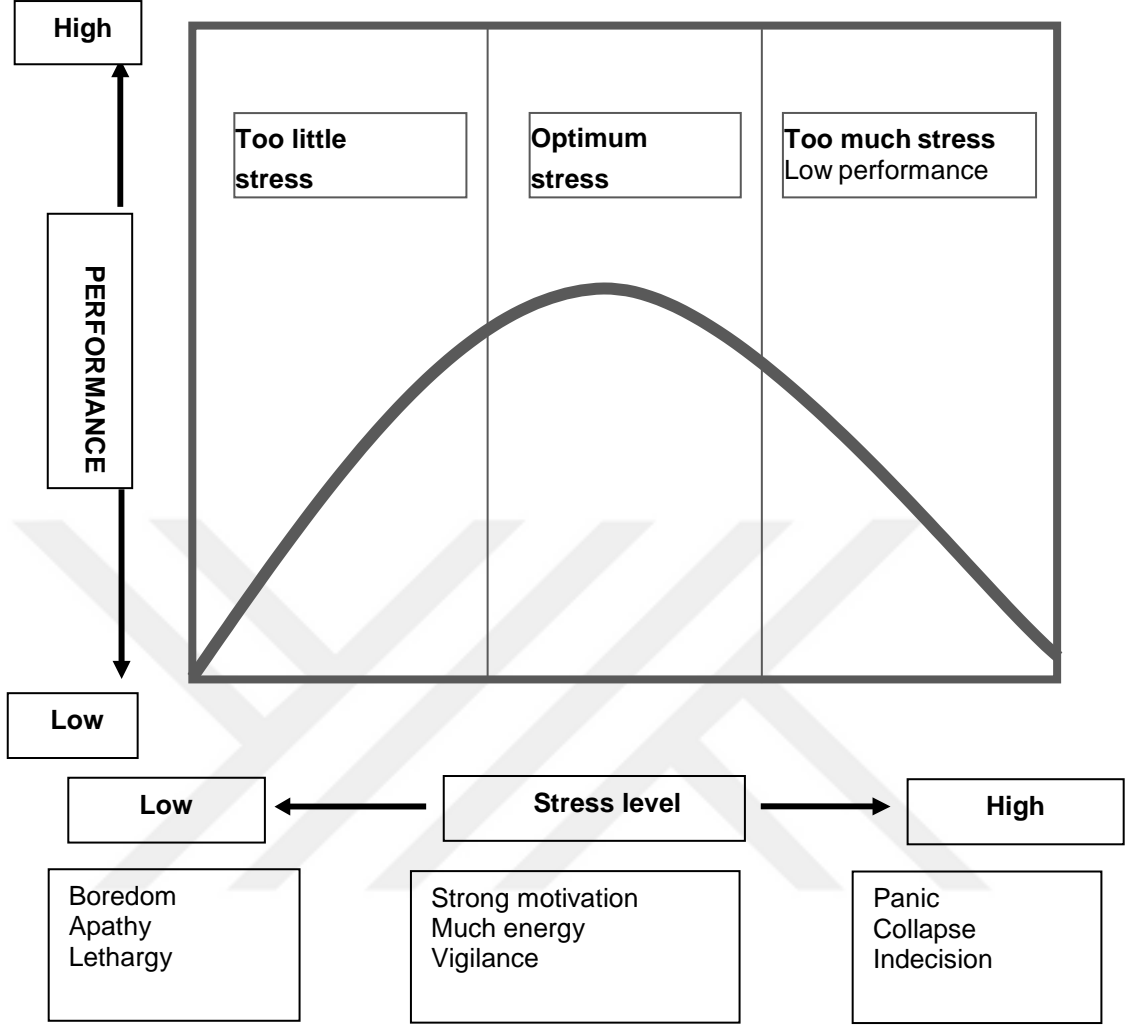 High
Too little
stress
Optimum
stress
Too much stress
Low performance
PERFORMANCE
Low
Low
Stress level
High
Boredom
Apathy
Lethargy
Strong motivation
Much energy
Vigilance
Panic
Collapse
Indecision